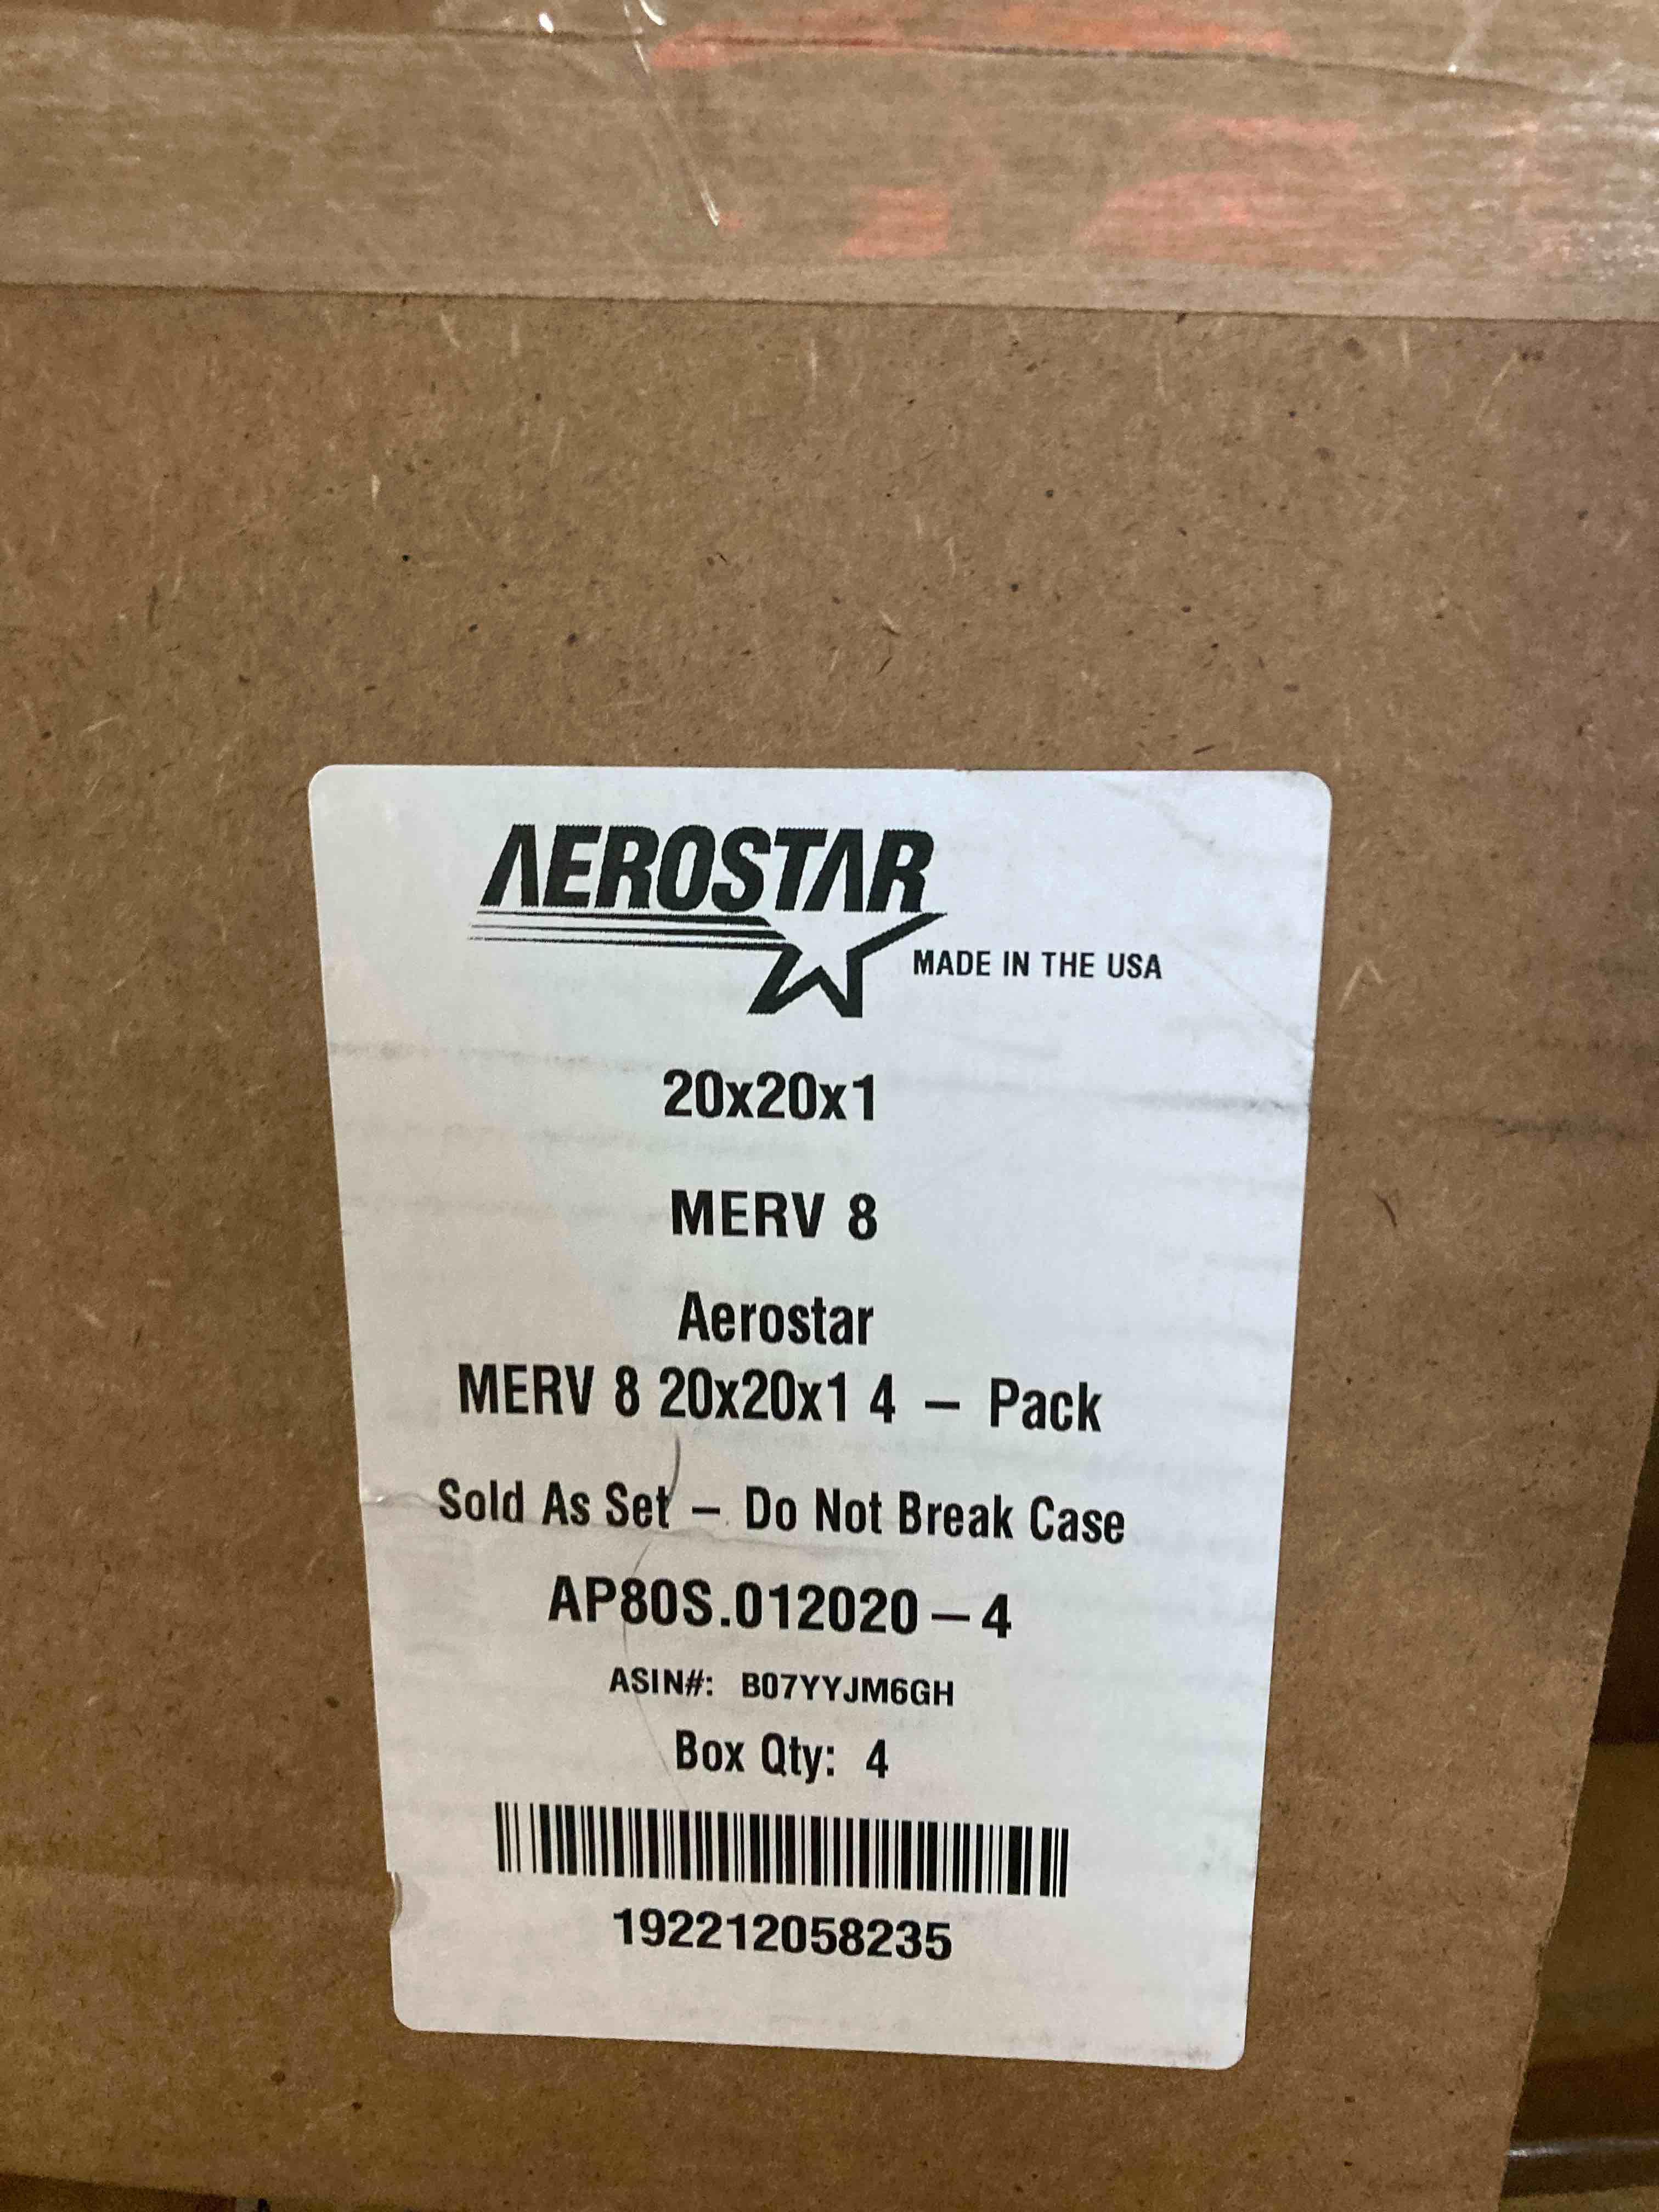 AEROSTAR
MADE IN THE USA
20x20x1
MERV 8
Aerostar
MERV 8 20x20x1 4 – Pack
Sold As Set – Do Not Break Case
AP80S.012020–4
ASIN#: B07YYJM6GH
Box Qty: 4
192212058235